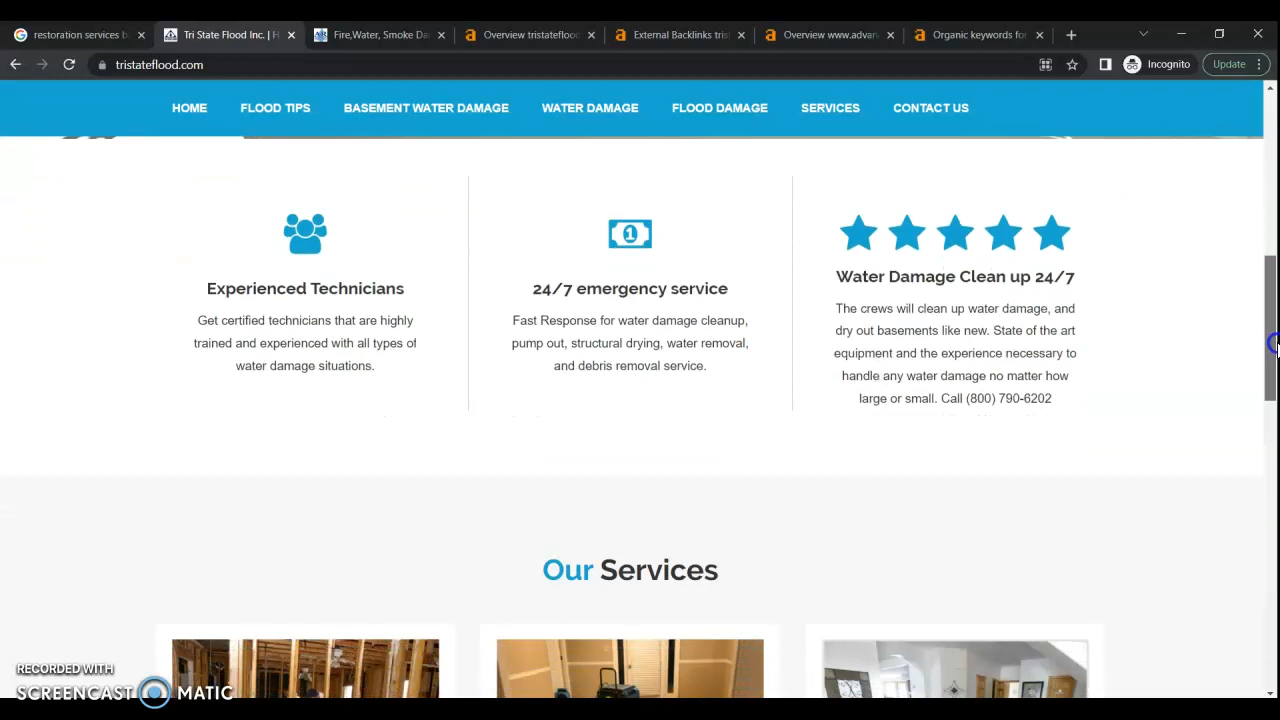 restoration services b
Tri State Flood Inc. | H
Fire,Water, Smoke Da
Overview tristateflood
External Backlinks tris
Overview www.advan
Organic keywords for
tristateflood.com
Incognito
Update
HOME
FLOOD TIPS
BASEMENT WATER DAMAGE
WATER DAMAGE
FLOOD DAMAGE
SERVICES
CONTACT US
Experienced Technicians
Get certified technicians that are highly
trained and experienced with all types of
water damage situations.
1
24/7 emergency service
Fast Response for water damage cleanup,
pump out, structural drying, water removal,
and debris removal service.
Water Damage Clean up 24/7
The crews will clean up water damage, and
dry out basements like new. State of the art
equipment and the experience necessary to
handle any water damage no matter how
large or small. Call (800) 790-6202
Our Services
RECORDED WITH
SCREENCAST MATIC